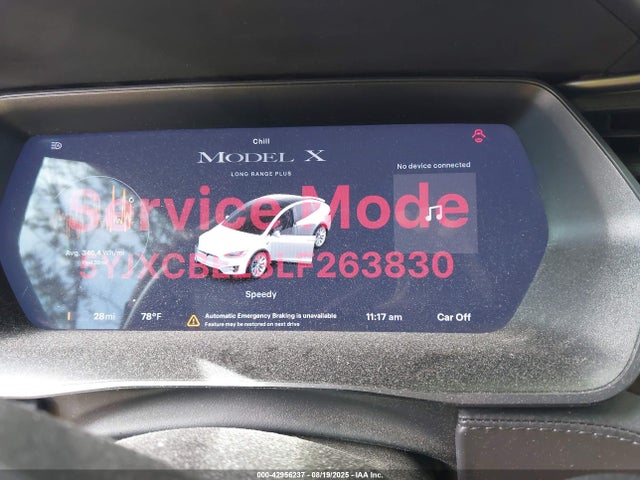 Chill
MODEL X
LONG RANGE PLUS
No device connected
Service Mode
Avg.
Speedy
28mi
78°F
Automatic Emergency Braking is unavailable
Feature may be restored on next drive
11:17 am
Car Off
000-42956237 - 08/19/2025 - IAA Inc.